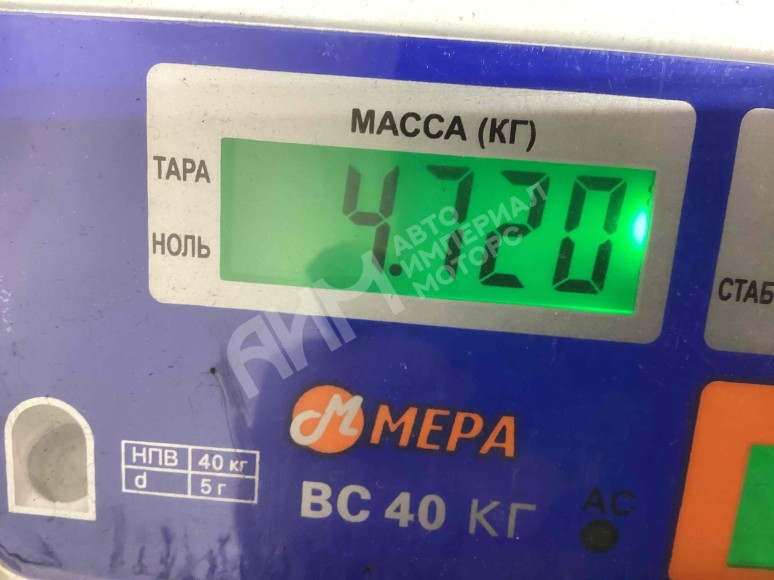 МАССА (КГ)
ТАРА
4.720
НОЛЬ
СТАБ
АИМ АВТО
ИМПЕРИАЛ
МОТОРС
МЕРА
НПВ 40 кг
d 5 г
ВС 40 КГ
АС